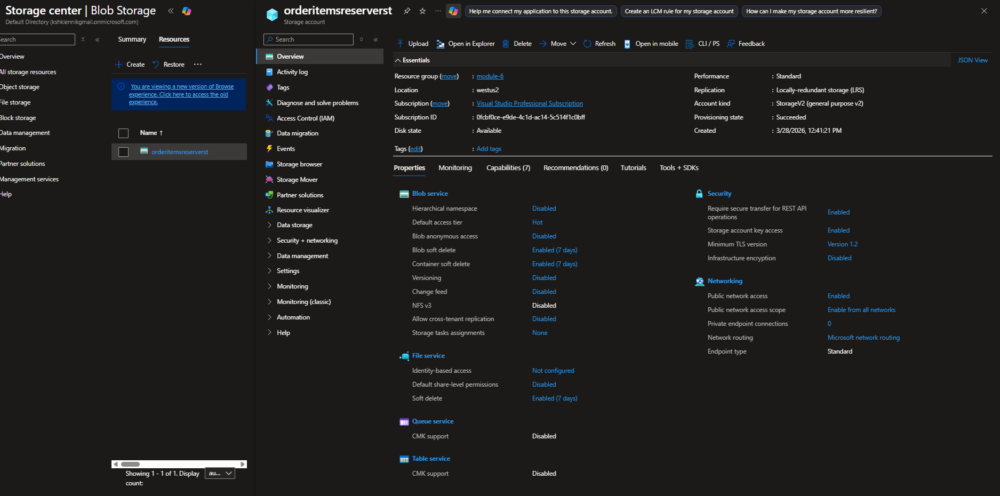 Storage center | Blob Storage
Default Directory (kshklennikgmail.onmicrosoft.com)
earch
Overview
All storage resources
Object storage
File storage
Block storage
Data management
Migration
Partner solutions
Management services
Help
Summary
Resources
Create
Restore
You are viewing a new version of Browse
experience. Click here to access the old
experience.
Name ↑
orderitemsreserverst
Showing 1 - 1 of 1. Display
count:
au...
orderitemsreserverst
Storage account
Help me connect my application to this storage account.
Create an LCM rule for my storage account
How can I make my storage account more resilient?
Search
Overview
Activity log
Tags
Diagnose and solve problems
Access Control (IAM)
Data migration
Events
Storage browser
Storage Mover
Partner solutions
Resource visualizer
Data storage
Security + networking
Data management
Settings
Monitoring
Monitoring (classic)
Automation
Help
Upload
Open in Explorer
Delete
Move
Refresh
Open in mobile
CLI / PS
Feedback
Essentials
JSON View
Resource group (move) : module-6
Location : westus2
Subscription (move) : Visual Studio Professional Subscription
Subscription ID : 0fcbf0ce-e9de-4c1d-ac14-5c514f1c0bff
Disk state : Available
Tags (edit) : Add tags
Performance : Standard
Replication : Locally-redundant storage (LRS)
Account kind : StorageV2 (general purpose v2)
Provisioning state : Succeeded
Created : 3/28/2026, 12:41:21 PM
Properties
Monitoring
Capabilities (7)
Recommendations (0)
Tutorials
Tools + SDKs
Blob service
Hierarchical namespace Disabled
Default access tier Hot
Blob anonymous access Disabled
Blob soft delete Enabled (7 days)
Container soft delete Enabled (7 days)
Versioning Disabled
Change feed Disabled
NFS v3 Disabled
Allow cross-tenant replication Disabled
Storage tasks assignments None
File service
Identity-based access Not configured
Default share-level permissions Disabled
Soft delete Enabled (7 days)
Queue service
CMK support Disabled
Table service
CMK support Disabled
Security
Require secure transfer for REST API
operations Enabled
Storage account key access Enabled
Minimum TLS version Version 1.2
Infrastructure encryption Disabled
Networking
Public network access Enabled
Public network access scope Enable from all networks
Private endpoint connections 0
Network routing Microsoft network routing
Endpoint type Standard